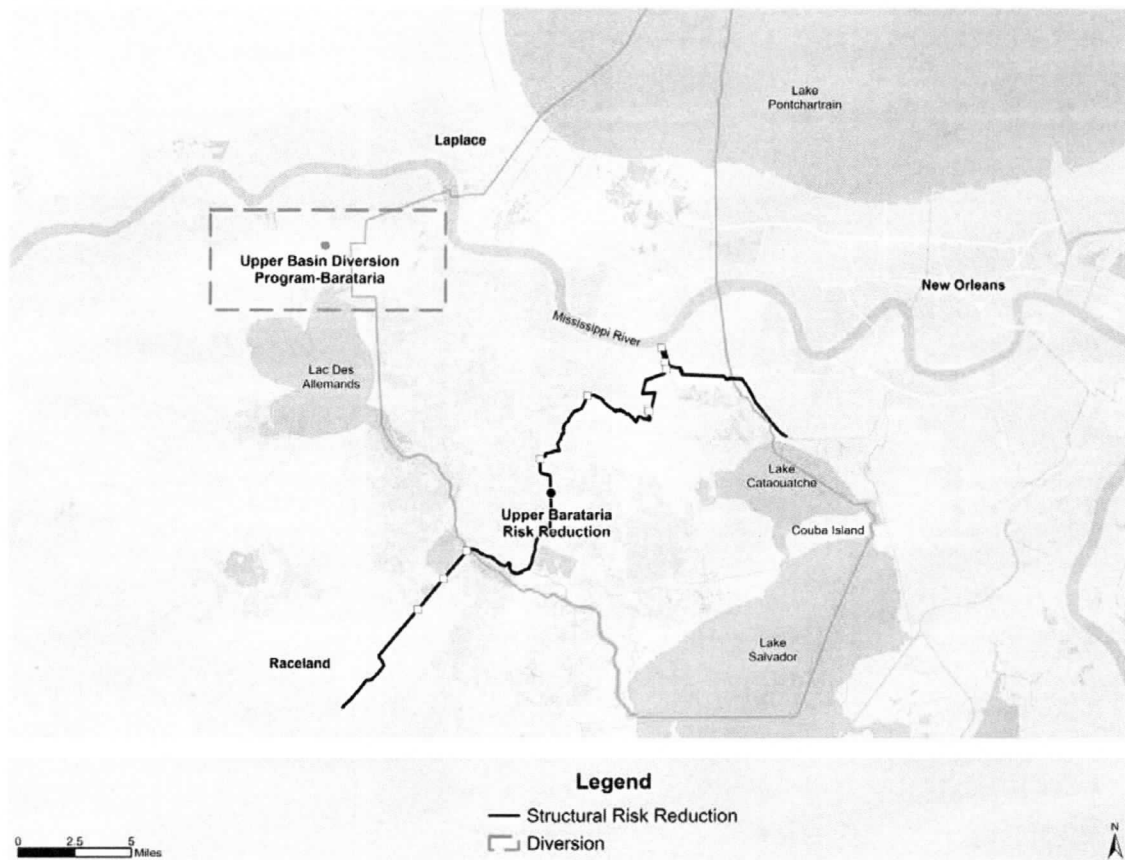 Lake
Pontchartrain
Laplace
Upper Basin Diversion
Program-Barataria
New Orleans
Mississippi River
Lac Des
Allemands
Lake
Cataouatche
Upper Barataria
Risk Reduction
Couba Island
Lake
Salvador
Raceland
Legend
Structural Risk Reduction
Diversion
0 2.5 5
Miles
N